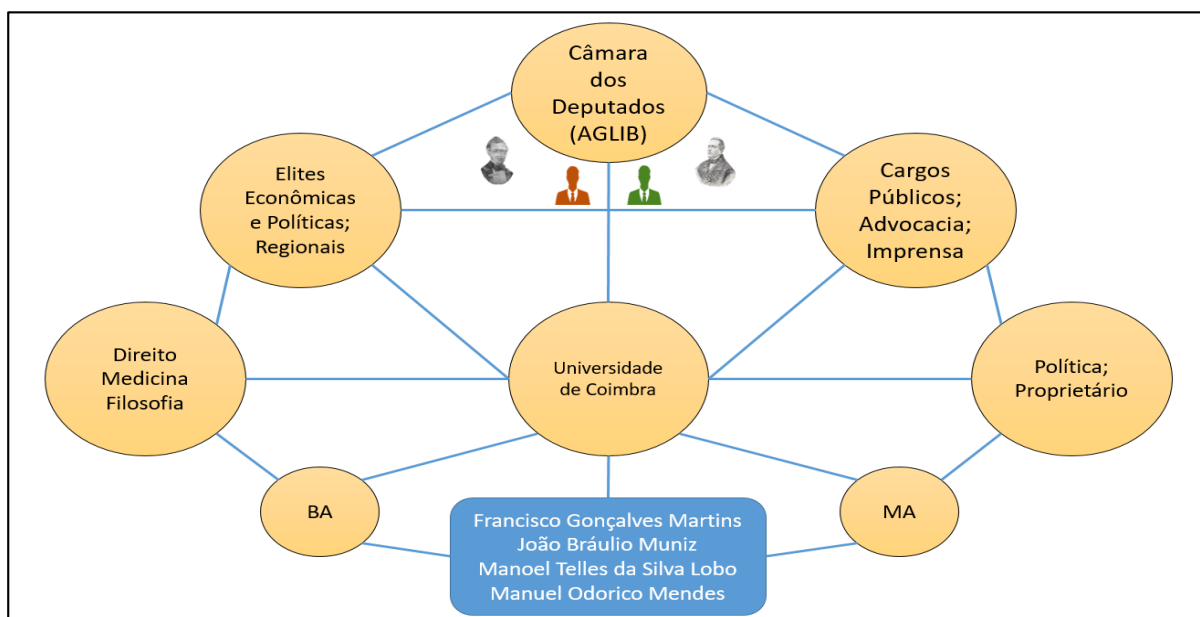 Câmara
dos
Deputados
(AGLIB)
Elites
Econômicas
e Políticas;
Regionais
Cargos
Públicos;
Advocacia;
Imprensa
Direito
Medicina
Filosofia
Universidade
de Coimbra
Política;
Proprietário
BA
Francisco Gonçalves Martins
João Bráulio Muniz
Manoel Telles da Silva Lobo
Manuel Odorico Mendes
MA